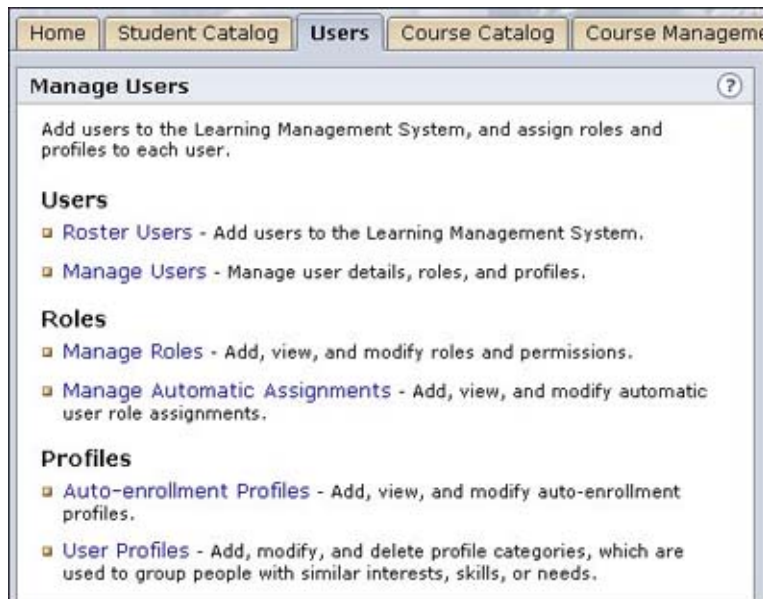 Home Student Catalog Users Course Catalog Course Manageme
Manage Users ?
Add users to the Learning Management System, and assign roles and
profiles to each user.
Users
Roster Users - Add users to the Learning Management System.
Manage Users - Manage user details, roles, and profiles.
Roles
Manage Roles - Add, view, and modify roles and permissions.
Manage Automatic Assignments - Add, view, and modify automatic
user role assignments.
Profiles
Auto-enrollment Profiles - Add, view, and modify auto-enrollment
profiles.
User Profiles - Add, modify, and delete profile categories, which are
used to group people with similar interests, skills, or needs.